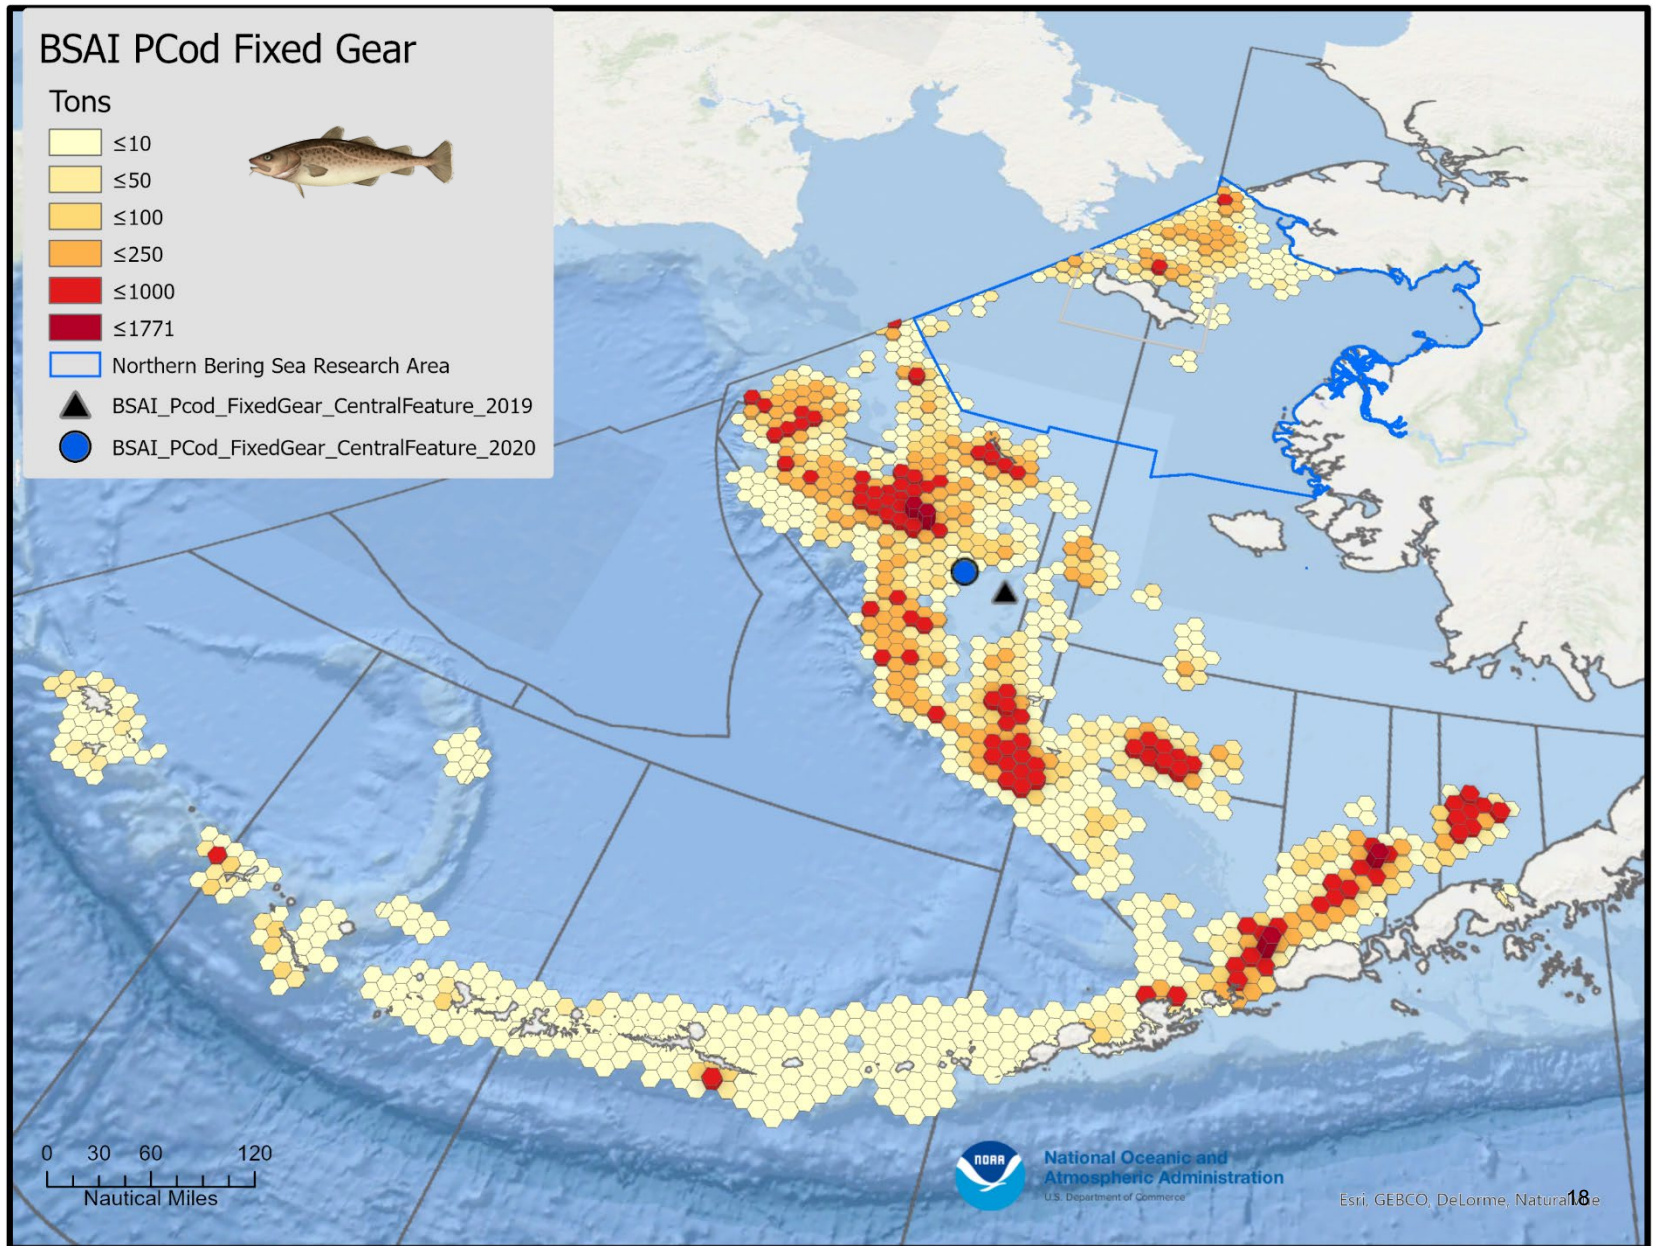 BSAI PCod Fixed Gear
Tons
≤10
≤50
≤100
≤250
≤1000
≤1771
Northern Bering Sea Research Area
BSAI_Pcod_FixedGear_CentralFeature_2019
BSAI_PCod_FixedGear_CentralFeature_2020
0 30 60 120
Nautical Miles
NOAA
National Oceanic and
Atmospheric Administration
U.S. Department of Commerce
Esri, GEBCO, DeLorme,
18